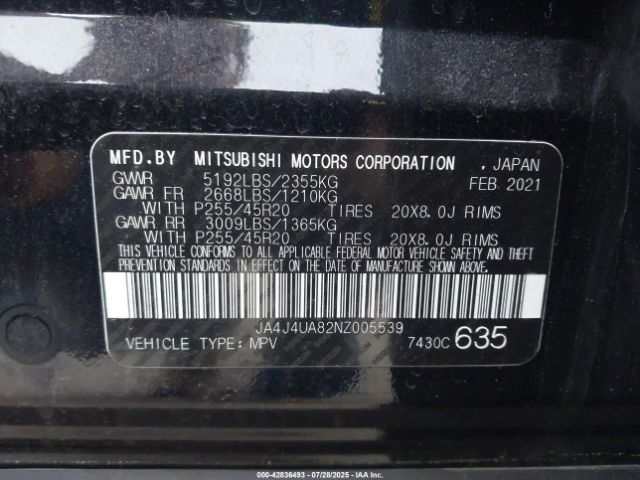 MFD.BY MITSUBISHI MOTORS CORPORATION , JAPAN
GVWR 5192LBS/2355KG FEB 2021
GAWR FR 2668LBS/1210KG
WITH P255/45R20 TIRES 20X8.0J RIMS
GAWR RR 3009LBS/1365KG
WITH P255/45R20 TIRES 20X8.0J RIMS
THIS VEHICLE CONFORMS TO ALL APPLICABLE FEDERAL MOTOR VEHICLE SAFETY AND THEFT
PREVENTION STANDARDS IN EFFECT ON THE DATE OF MANUFACTURE SHOWN ABOVE.
JA4J4UA82NZ005539
VEHICLE TYPE: MPV 7430C 635
000-42836493 - 07/28/2025 - IAAI.COM